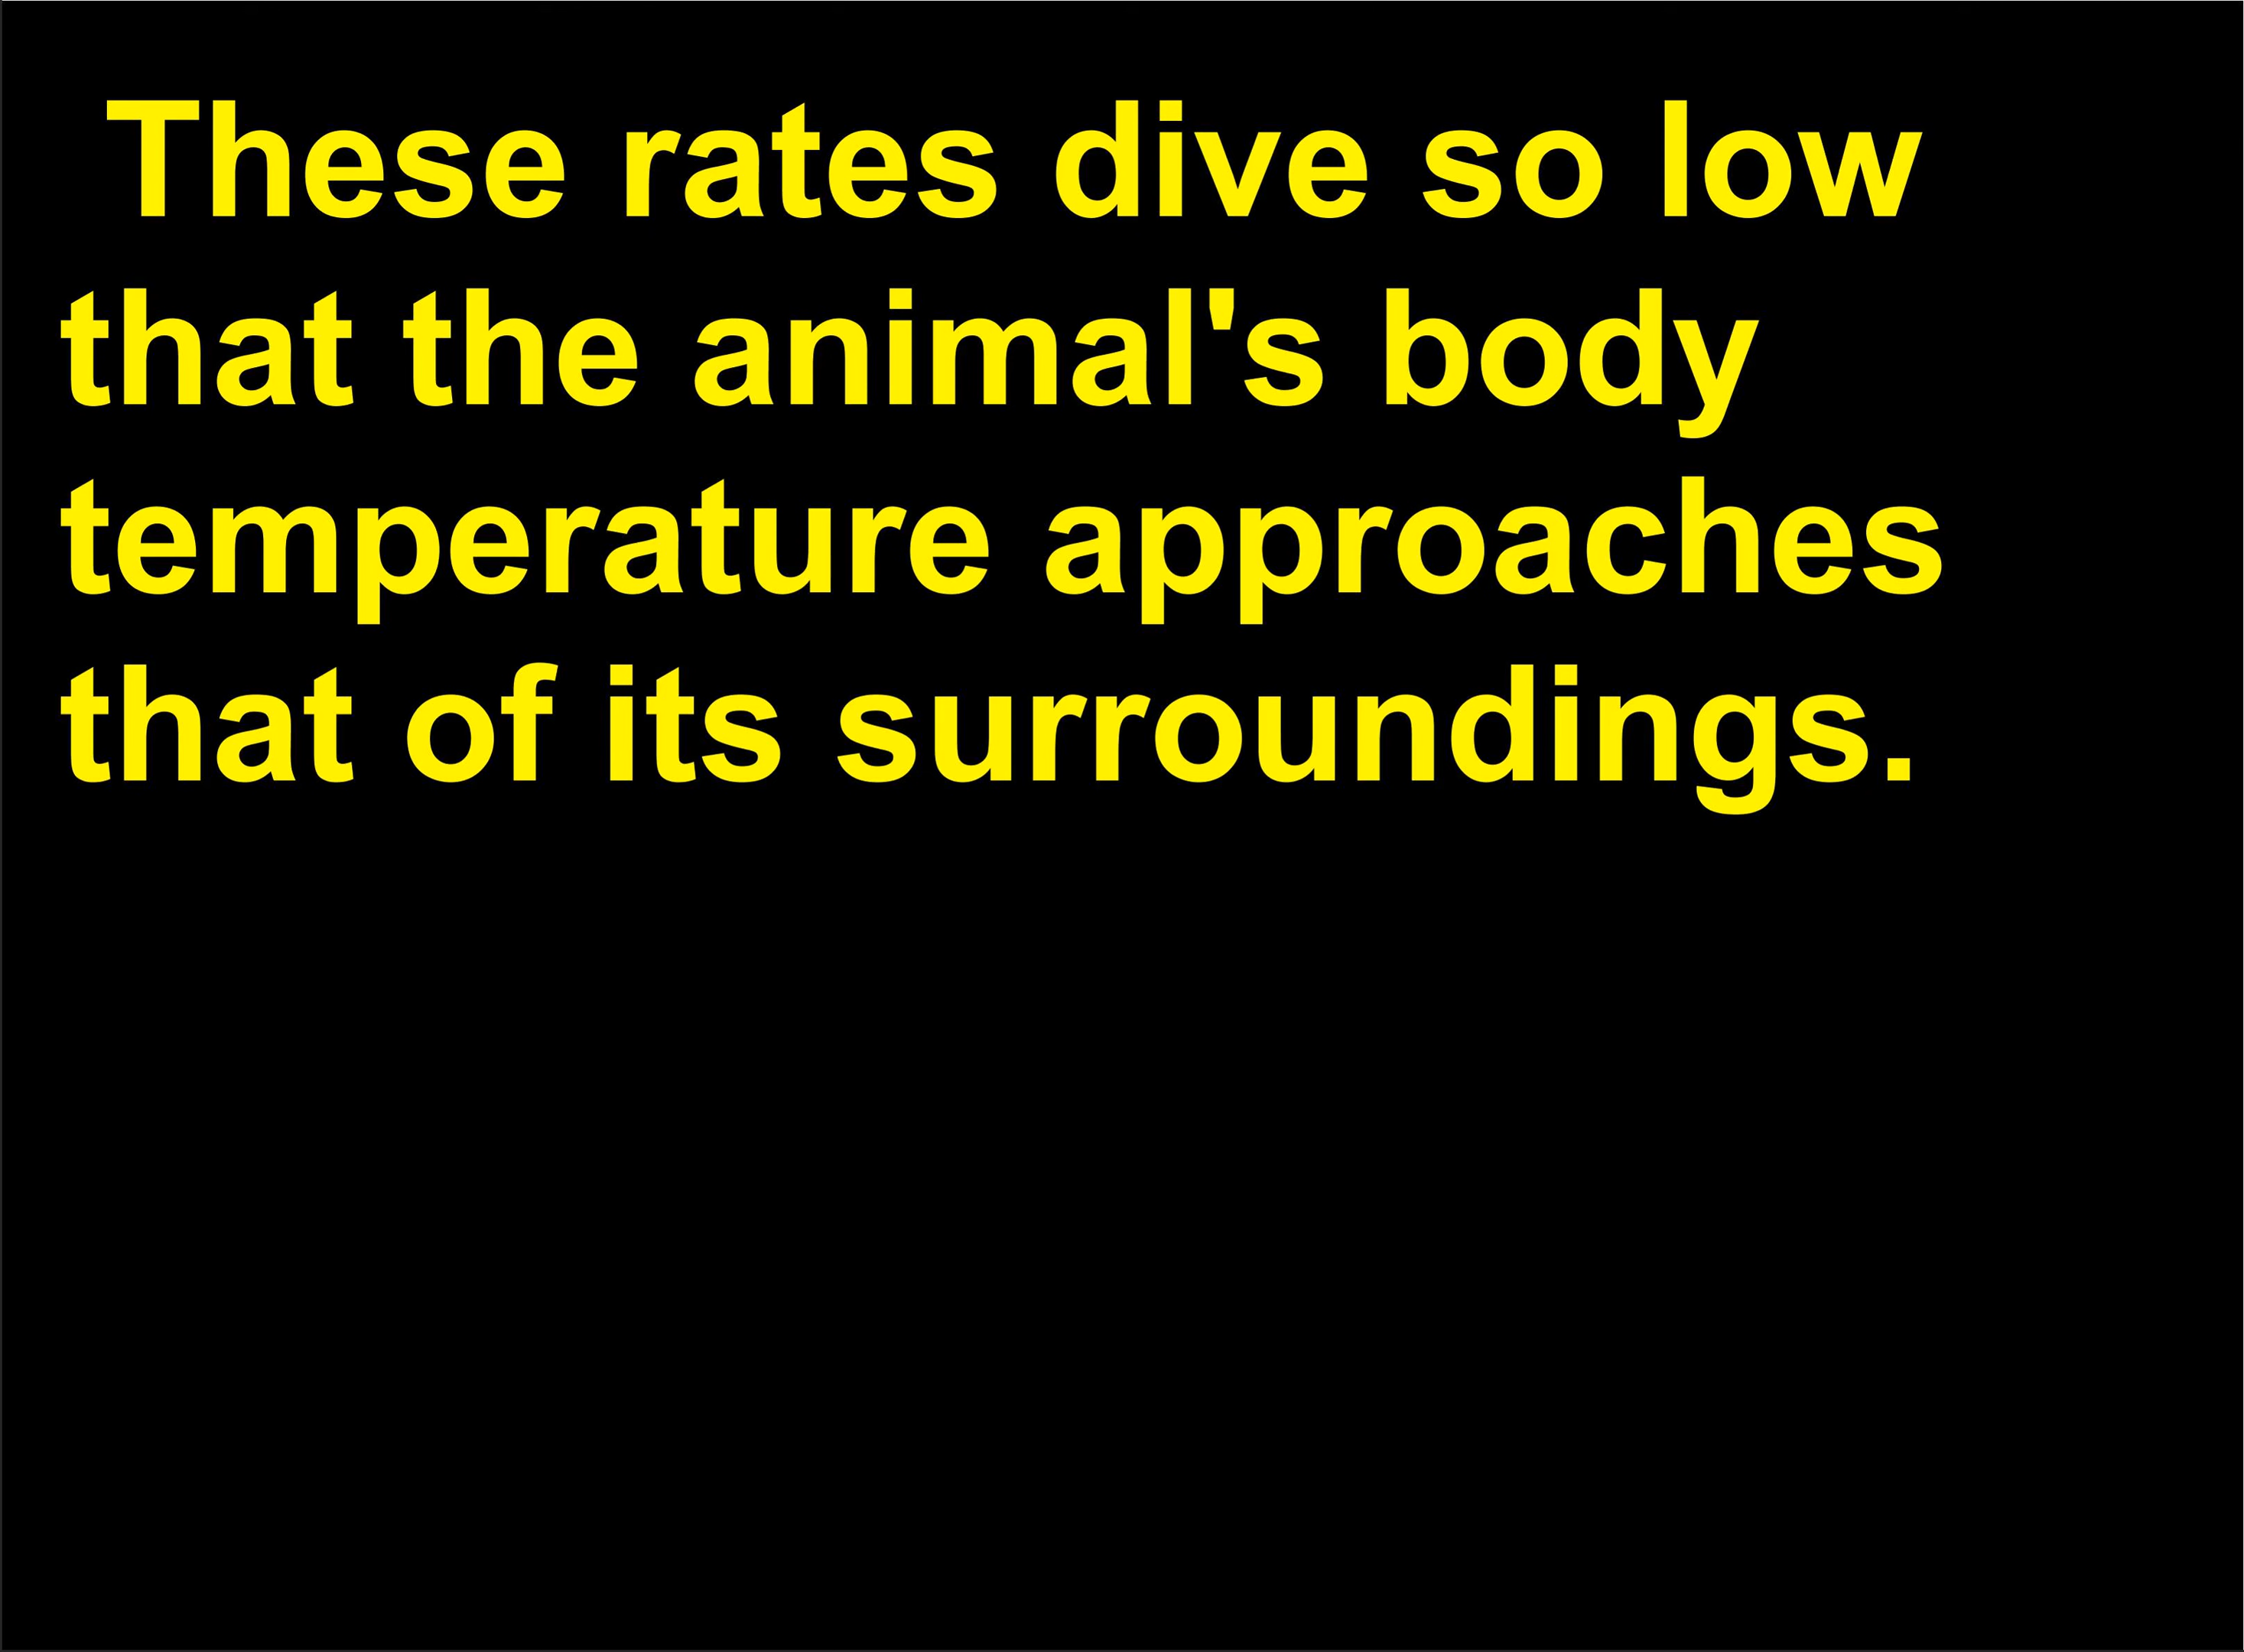 These rates dive so low
that the animal's body
temperature approaches
that of its surroundings.